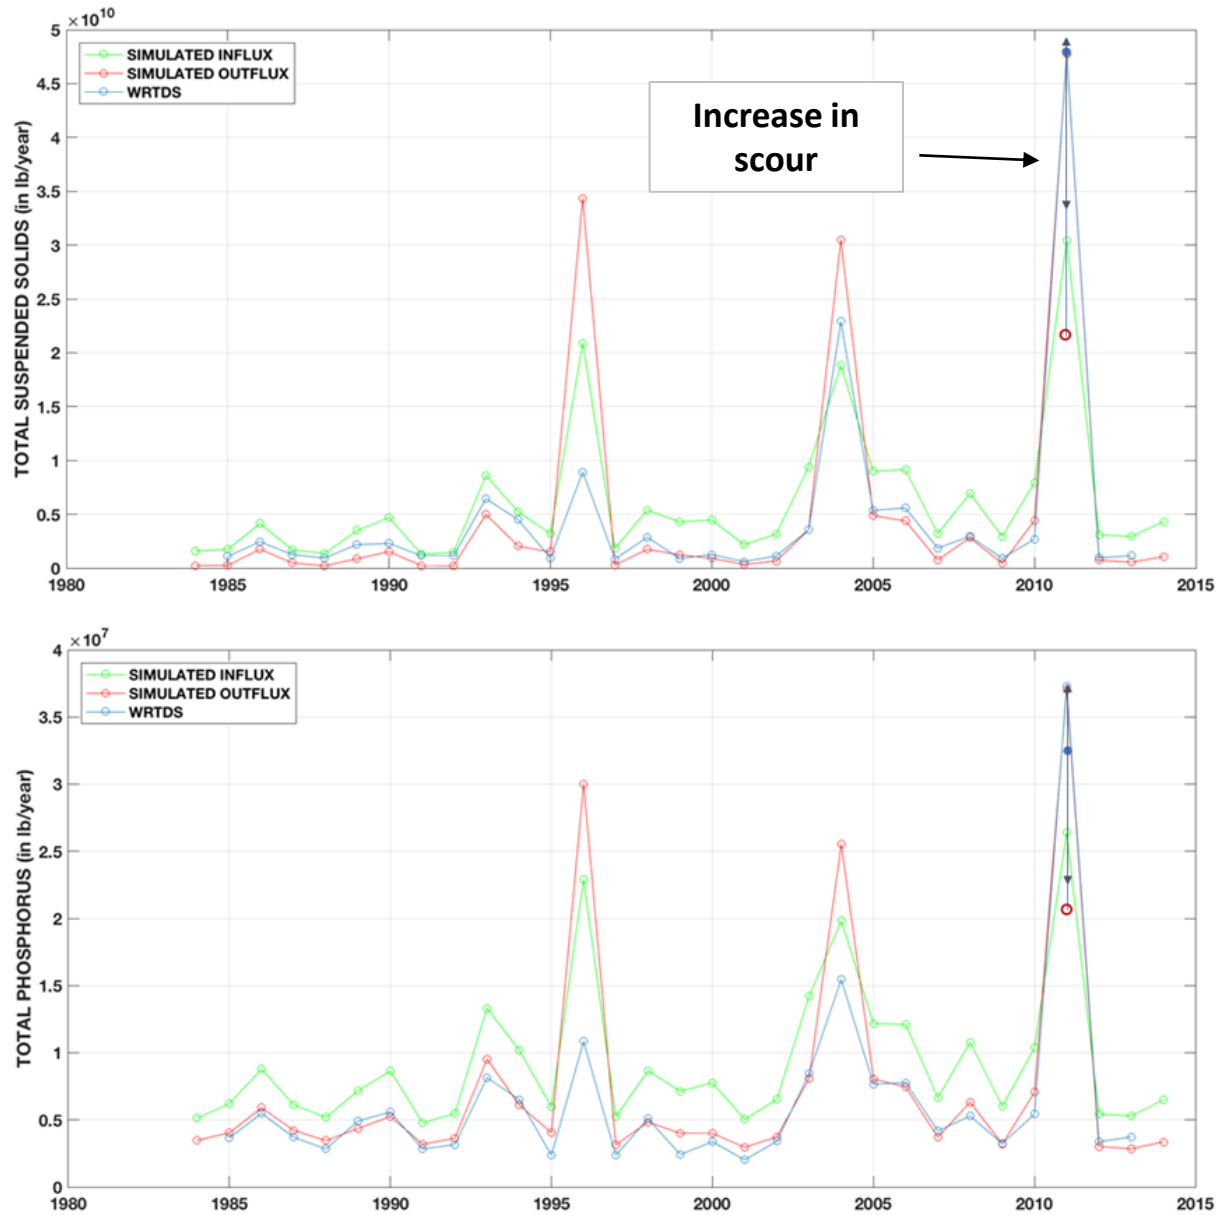 ×10^10
5
4.5
4
3.5
3
2.5
2
1.5
1
0.5
0
TOTAL SUSPENDED SOLIDS (in lb/year)
SIMULATED INFLUX
SIMULATED OUTFLUX
WRTDS
Increase in
scour
1980 1985 1990 1995 2000 2005 2010 2015
×10^7
4
3.5
3
2.5
2
1.5
1
0.5
0
TOTAL PHOSPHORUS (in lb/year)
SIMULATED INFLUX
SIMULATED OUTFLUX
WRTDS
1980 1985 1990 1995 2000 2005 2010 2015